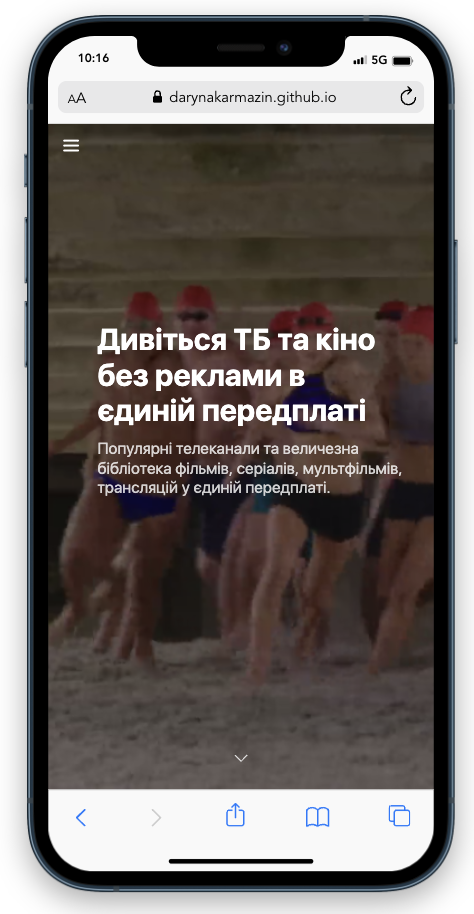 10:16
5G
AA
darynakarmazin.github.io
Дивіться ТБ та кіно
без реклами в
єдиній передплаті
Популярні телеканали та величезна
бібліотека фільмів, серіалів, мультфільмів,
трансляцій у єдиній передплаті.